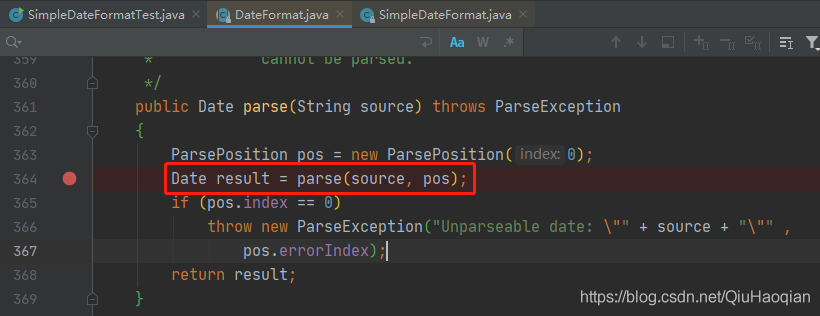 SimpleDateFormatTest.java × DateFormat.java × SimpleDateFormat.java ×
Aa W .*
359 * cannot be parsed.
360 */
361 public Date parse(String source) throws ParseException
362 {
363 ParsePosition pos = new ParsePosition( index: 0);
364 Date result = parse(source, pos);
365 if (pos.index == 0)
366 throw new ParseException("Unparseable date: \"" + source + "\"" ,
367 pos.errorIndex);
368 return result;
369 }
https://blog.csdn.net/QiuHaoqian